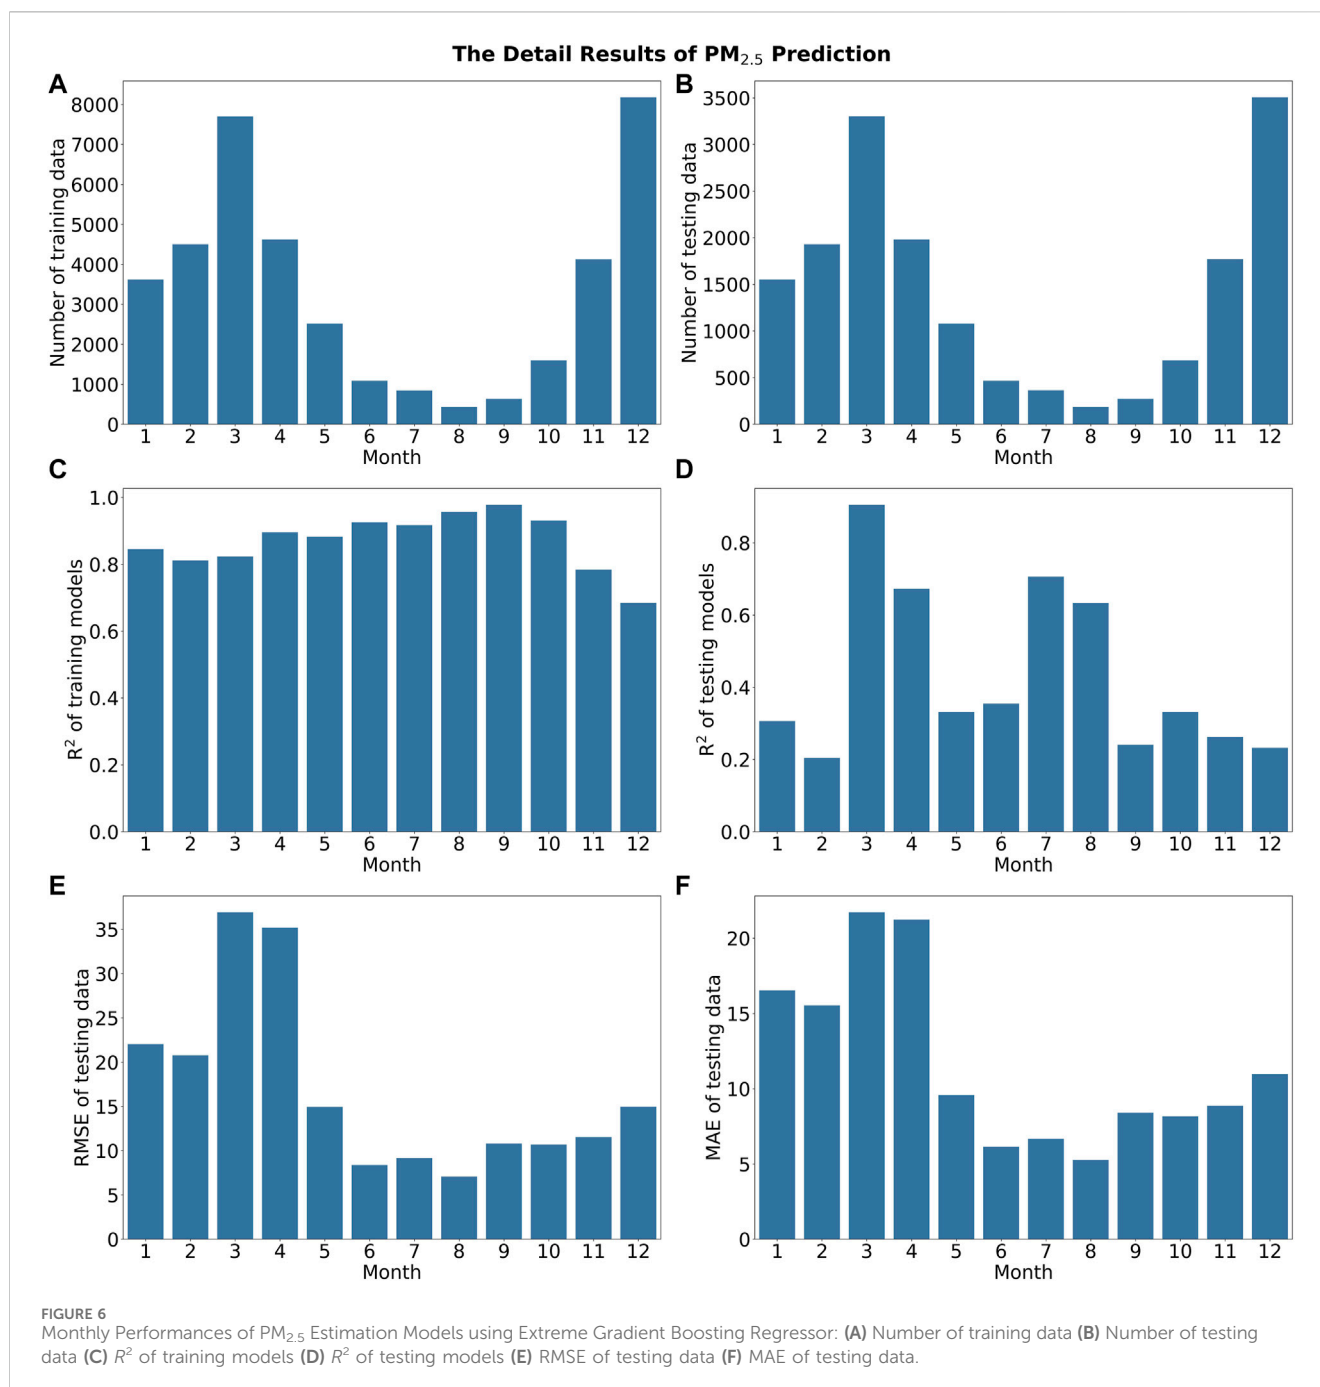 The Detail Results of PM2.5 Prediction
A
Number of training data
8000
7000
6000
5000
4000
3000
2000
1000
0
1 2 3 4 5 6 7 8 9 10 11 12
Month
B
Number of testing data
3500
3000
2500
2000
1500
1000
500
0
1 2 3 4 5 6 7 8 9 10 11 12
Month
C
R2 of training models
1.0
0.8
0.6
0.4
0.2
0.0
1 2 3 4 5 6 7 8 9 10 11 12
Month
D
R2 of testing models
0.8
0.6
0.4
0.2
0.0
1 2 3 4 5 6 7 8 9 10 11 12
Month
E
RMSE of testing data
35
30
25
20
15
10
5
0
1 2 3 4 5 6 7 8 9 10 11 12
Month
F
MAE of testing data
20
15
10
5
0
1 2 3 4 5 6 7 8 9 10 11 12
Month
FIGURE 6
Monthly Performances of PM2.5 Estimation Models using Extreme Gradient Boosting Regressor: (A) Number of training data (B) Number of testing
data (C) R2 of training models (D) R2 of testing models (E) RMSE of testing data (F) MAE of testing data.